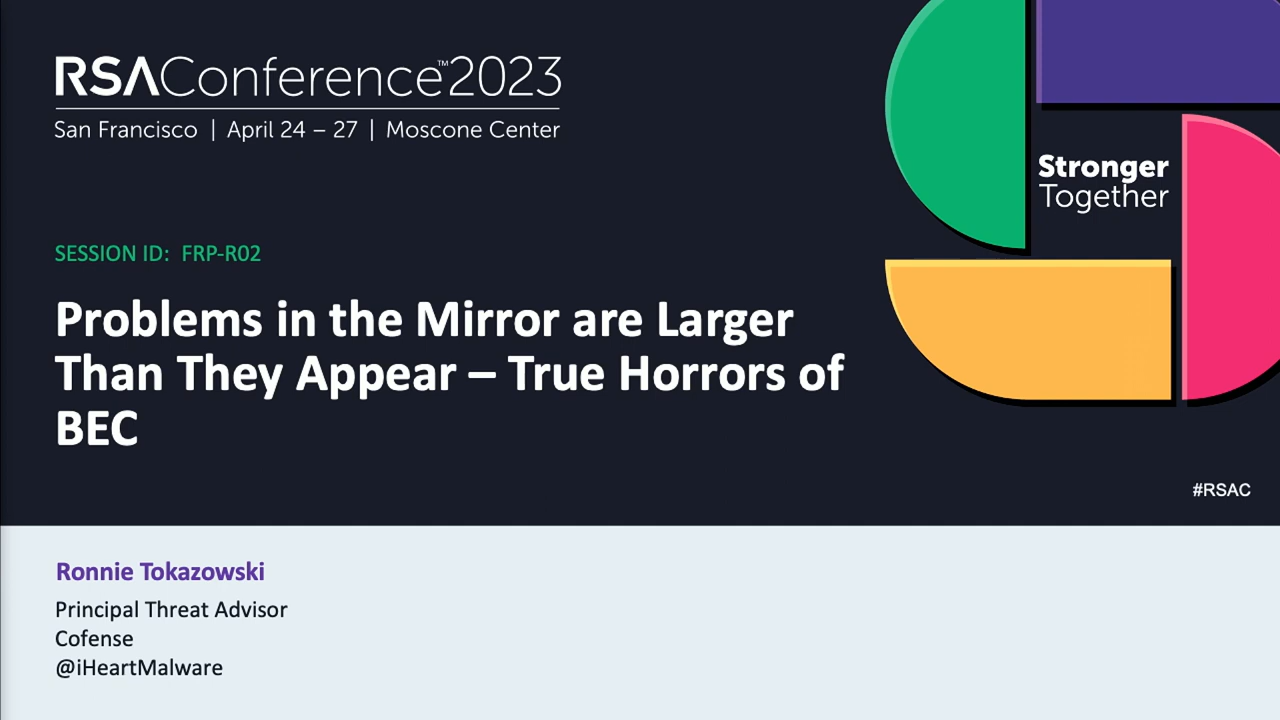 RSAConference™2023
San Francisco | April 24 – 27 | Moscone Center
Stronger
Together
SESSION ID: FRP-R02
Problems in the Mirror are Larger
Than They Appear – True Horrors of
BEC
#RSAC
Ronnie Tokazowski
Principal Threat Advisor
Cofense
@iHeartMalware